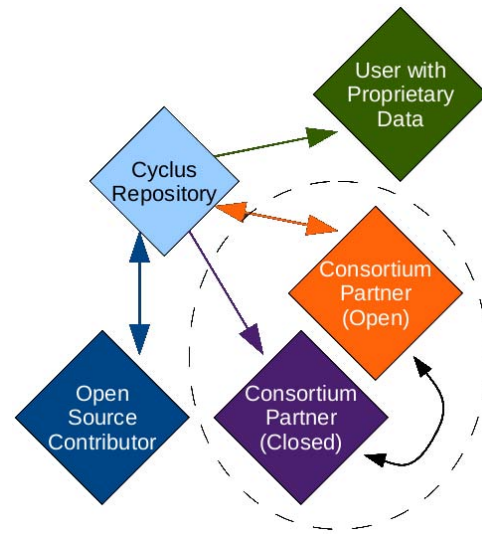 User with
Proprietary
Data
Cyclus
Repository
Consortium
Partner
(Open)
Open
Source
Contributor
Consortium
Partner
(Closed)